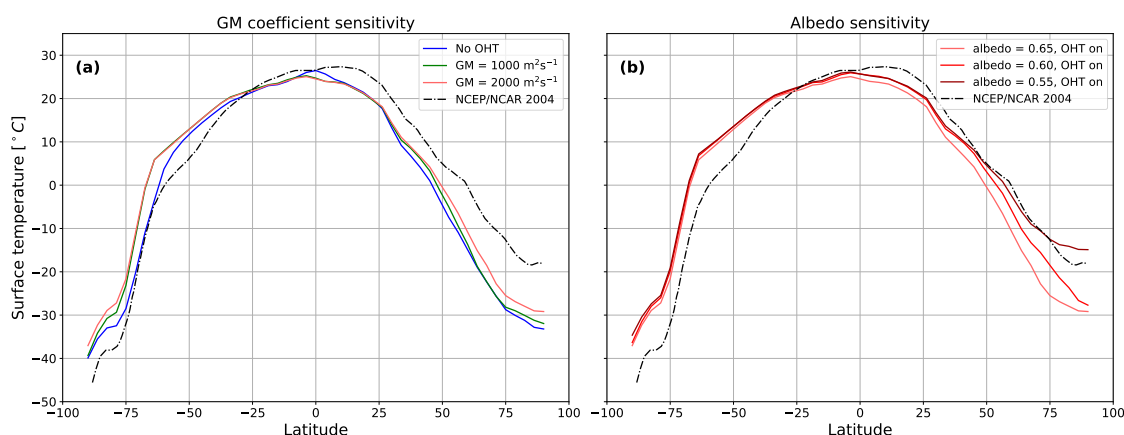 GM coefficient sensitivity
Albedo sensitivity
(a)
No OHT
GM = 1000 m²s⁻¹
GM = 2000 m²s⁻¹
NCEP/NCAR 2004
(b)
albedo = 0.65, OHT on
albedo = 0.60, OHT on
albedo = 0.55, OHT on
NCEP/NCAR 2004
Surface temperature [°C]
30
20
10
0
−10
−20
−30
−40
−50
−100 −75 −50 −25 0 25 50 75 100
−100 −75 −50 −25 0 25 50 75 100
Latitude
Latitude